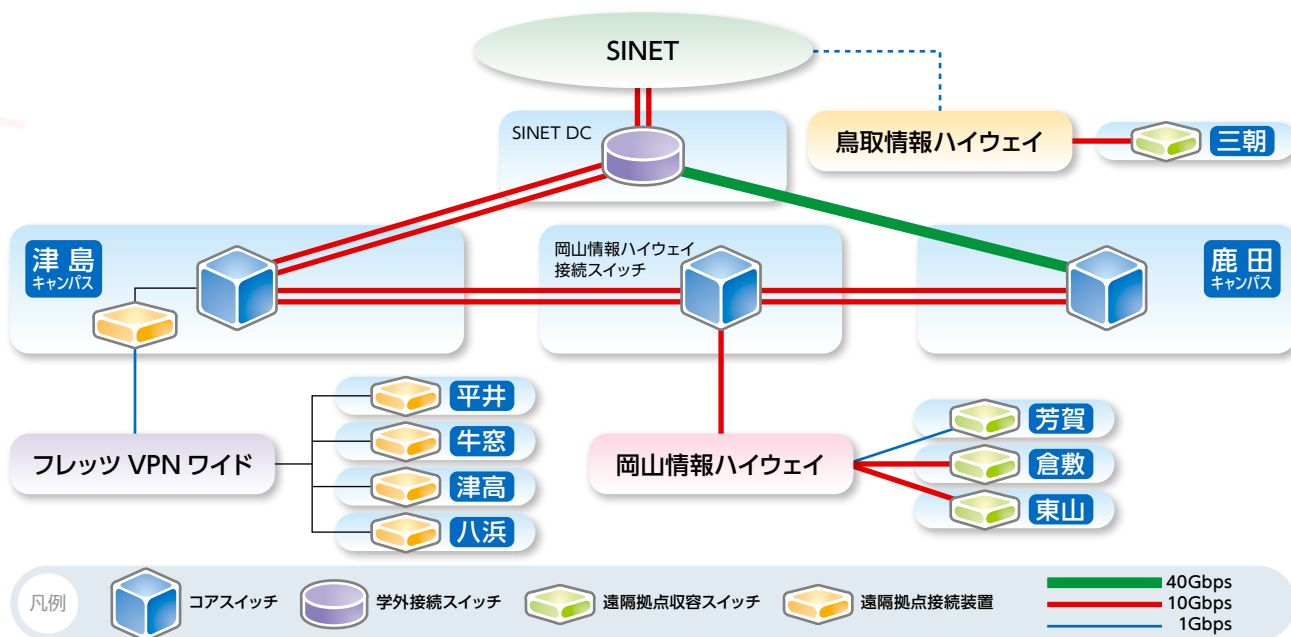 SINET
SINET DC
鳥取情報ハイウェイ
三朝
津島
キャンパス
岡山情報ハイウェイ
接続スイッチ
鹿田
キャンパス
平井
牛窓
津高
八浜
フレッツ VPN ワイド
岡山情報ハイウェイ
芳賀
倉敷
東山
凡例
コアスイッチ
学外接続スイッチ
遠隔拠点収容スイッチ
遠隔拠点接続装置
40Gbps
10Gbps
1Gbps